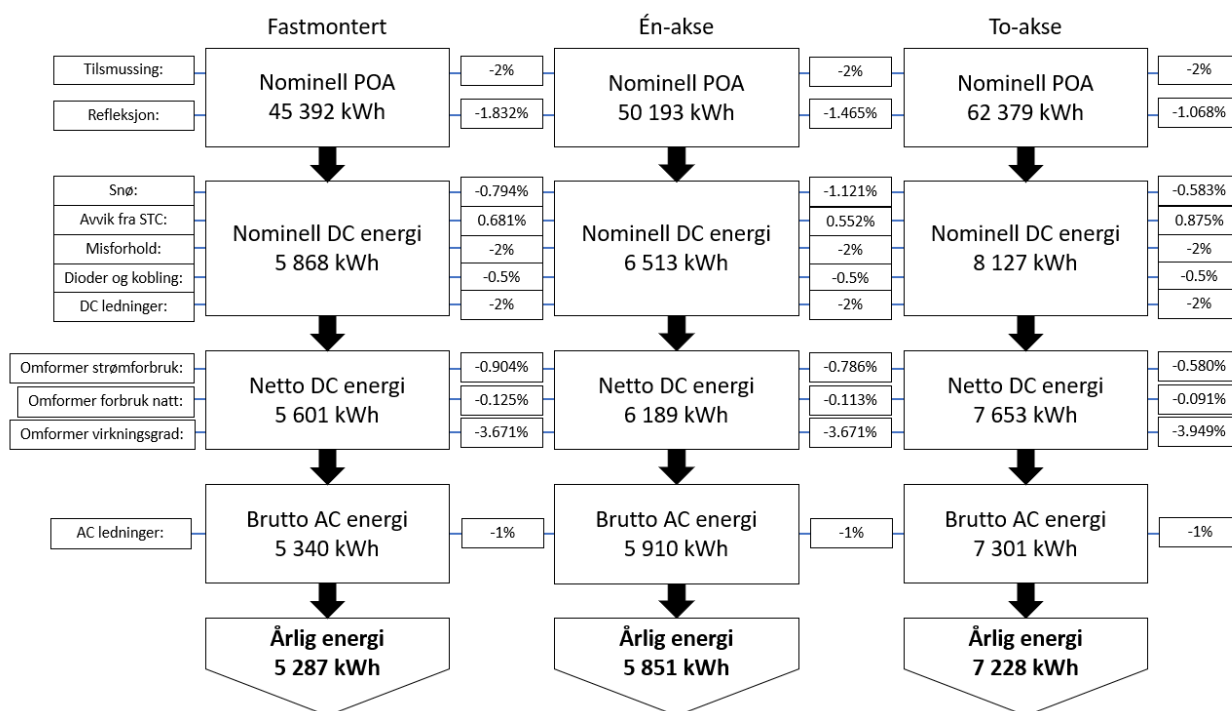 Fastmontert
Én-akse
To-akse
Tilsmussing:
Nominell POA
45 392 kWh
-2%
Nominell POA
50 193 kWh
-2%
Nominell POA
62 379 kWh
-2%
Refleksjon:
-1.832%
-1.465%
-1.068%
Snø:
-0.794%
-1.121%
-0.583%
Avvik fra STC:
0.681%
0.552%
0.875%
Misforhold:
Nominell DC energi
5 868 kWh
-2%
Nominell DC energi
6 513 kWh
-2%
Nominell DC energi
8 127 kWh
-2%
Dioder og kobling:
-0.5%
-0.5%
-0.5%
DC ledninger:
-2%
-2%
-2%
Omformer strømforbruk:
-0.904%
-0.786%
-0.580%
Omformer forbruk natt:
Netto DC energi
5 601 kWh
-0.125%
Netto DC energi
6 189 kWh
-0.113%
Netto DC energi
7 653 kWh
-0.091%
Omformer virkningsgrad:
-3.671%
-3.671%
-3.949%
AC ledninger:
Brutto AC energi
5 340 kWh
-1%
Brutto AC energi
5 910 kWh
-1%
Brutto AC energi
7 301 kWh
-1%
Årlig energi
5 287 kWh
Årlig energi
5 851 kWh
Årlig energi
7 228 kWh